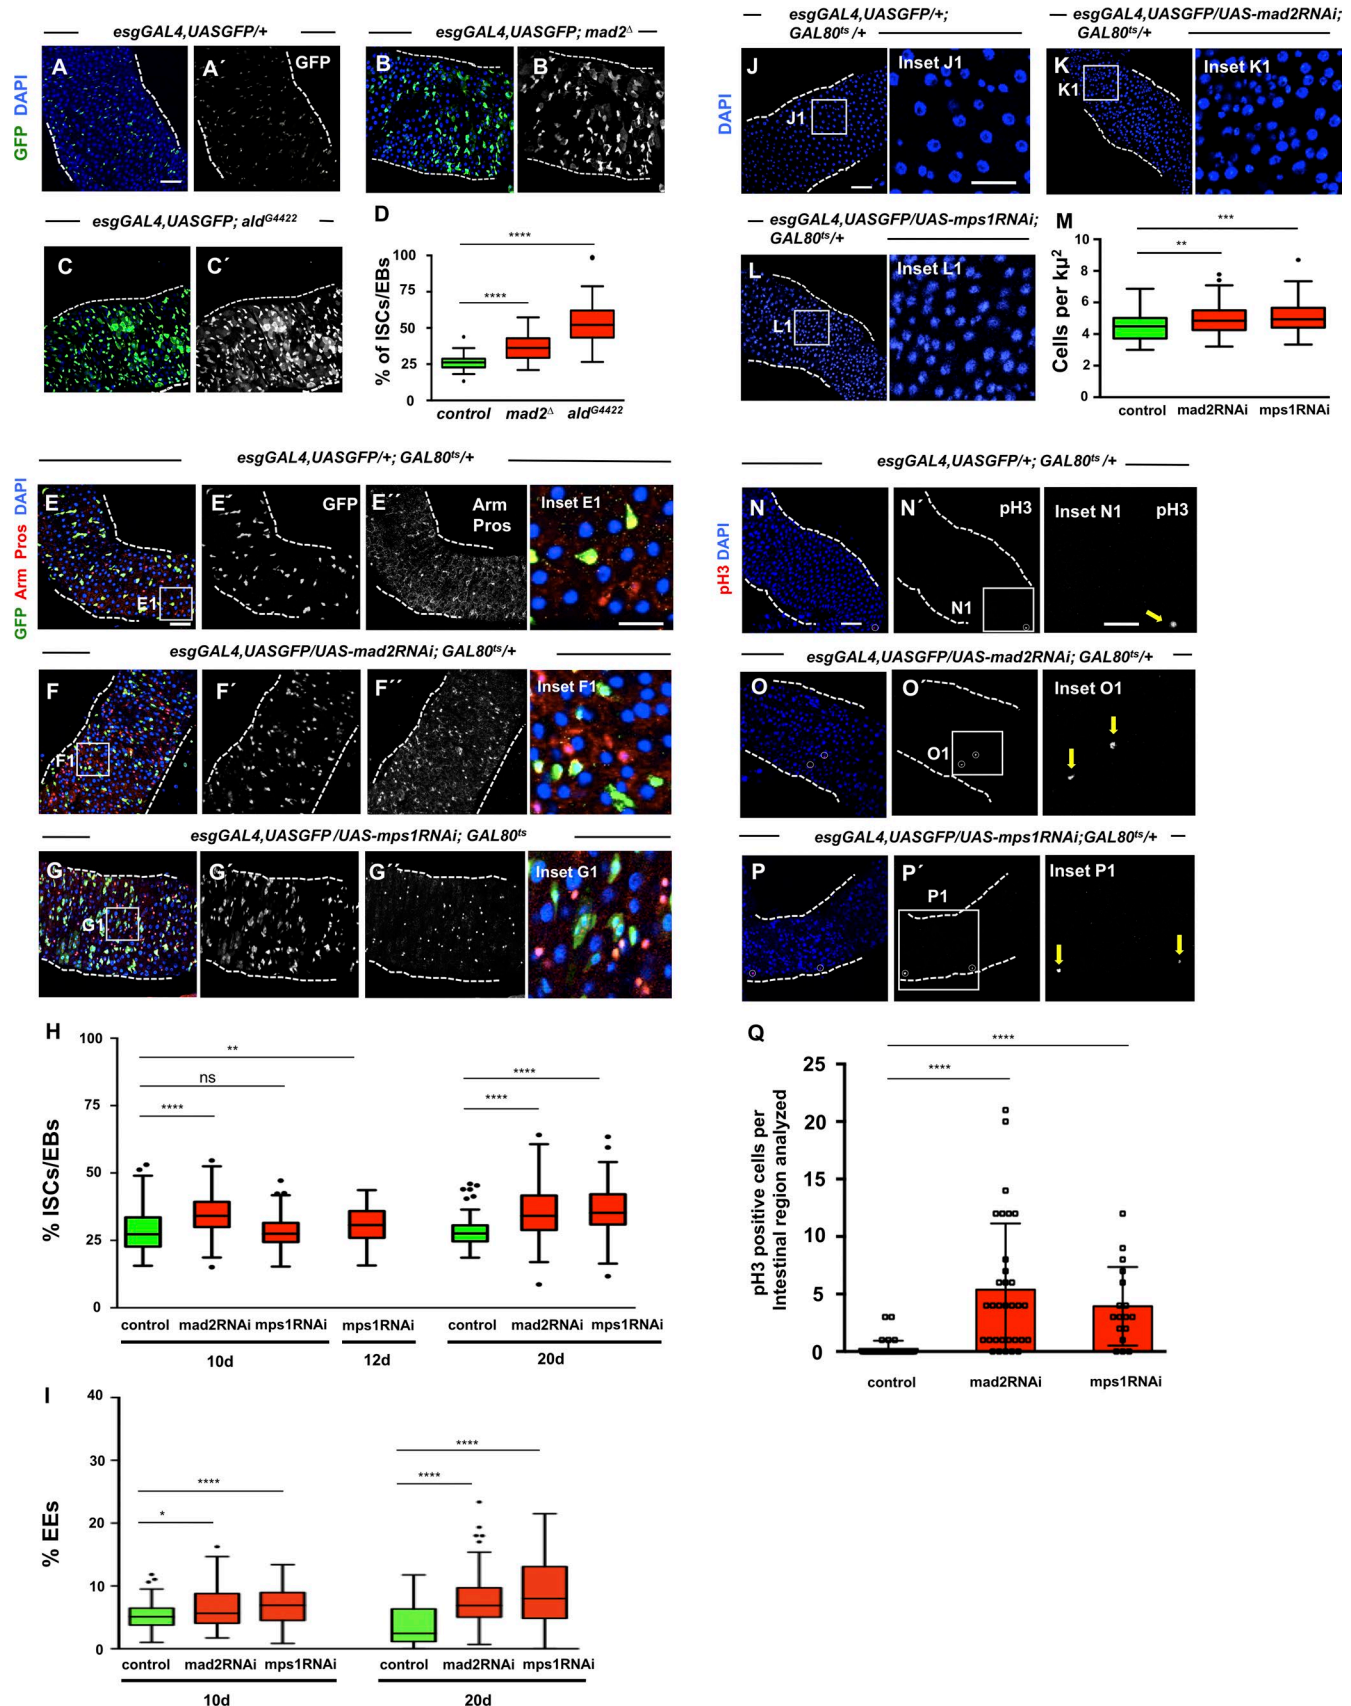 esgGAL4,UASGFP/+
esgGAL4,UASGFP; mad2Δ
GFP DAPI
A
A´ GFP
B
B´
esgGAL4,UASGFP; aldG4422
C
C´
D
% of ISCs/EBs
100
75
50
25
0
****
****
control mad2Δ aldG4422
esgGAL4,UASGFP/+; GAL80ts/+
GFP Arm Pros DAPI
E
E1
E´ GFP
E´´ Arm
Pros
Inset E1
esgGAL4,UASGFP/UAS-mad2RNAi; GAL80ts/+
F
F1
F´
F´´
Inset F1
esgGAL4,UASGFP/UAS-mps1RNAi; GAL80ts
G
G1
G´
G´´
Inset G1
H
% ISCs/EBs
100
75
50
25
0
**
ns
****
****
****
control mad2RNAi mps1RNAi mps1RNAi control mad2RNAi mps1RNAi
10d 12d 20d
I
% EEs
40
30
20
10
0
****
*
****
****
control mad2RNAi mps1RNAi control mad2RNAi mps1RNAi
10d 20d
esgGAL4,UASGFP/+;
GAL80ts/+
esgGAL4,UASGFP/UAS-mad2RNAi;
GAL80ts/+
DAPI
J
J1
Inset J1
K
K1
Inset K1
esgGAL4,UASGFP/UAS-mps1RNAi;
GAL80ts/+
L
L1
Inset L1
M
Cells per kμ2
10
8
6
4
2
0
***
**
control mad2RNAi mps1RNAi
esgGAL4,UASGFP/+; GAL80ts/+
pH3 DAPI
N
N´ pH3
N1
Inset N1 pH3
esgGAL4,UASGFP/UAS-mad2RNAi; GAL80ts/+
O
O´
O1
Inset O1
esgGAL4,UASGFP/UAS-mps1RNAi;GAL80ts/+
P
P´
P1
Inset P1
Q
pH3 positive cells per
Intestinal region analyzed
25
20
15
10
5
0
****
****
control mad2RNAi mps1RNAi